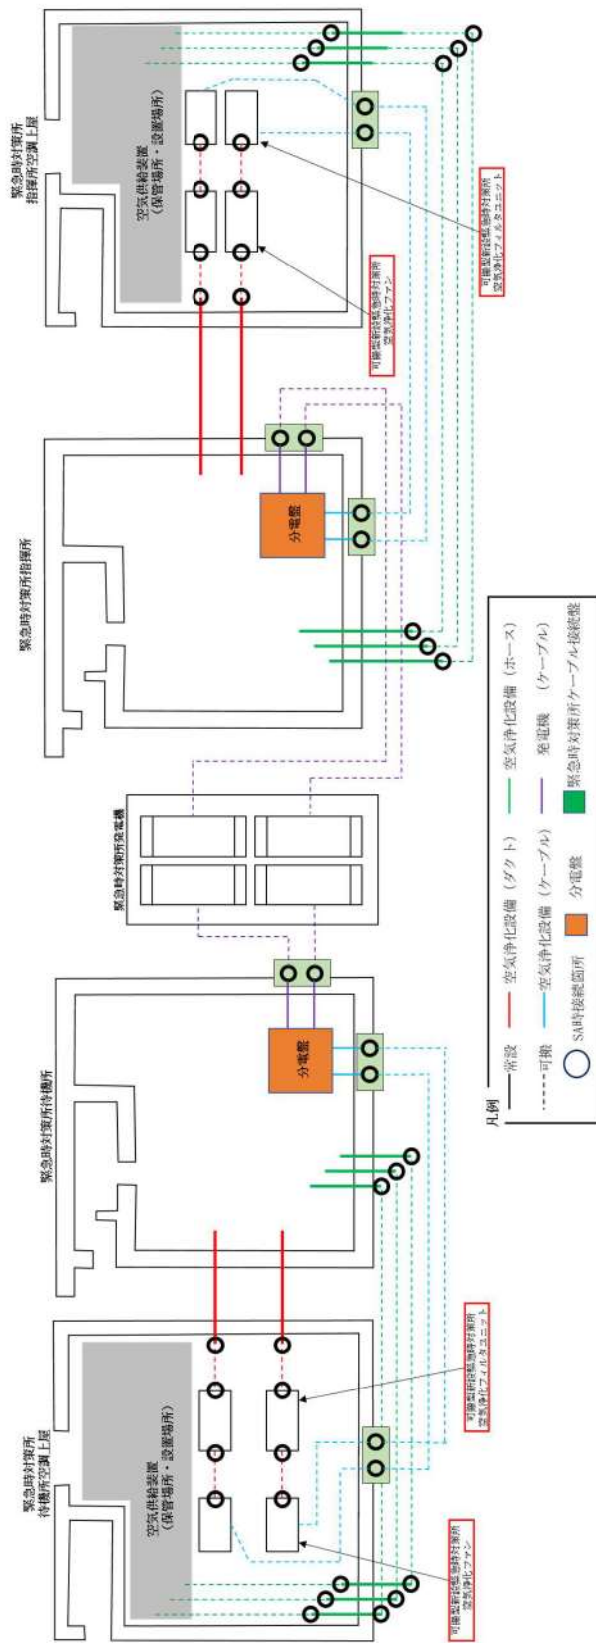 緊急時対策所
待機所空調上屋
空気供給装置
（保管場所・設置場所）
可搬型新設緊急時対策所
空気浄化ファン
可搬型新設緊急時対策所
空気浄化フィルタユニット
緊急時対策所待機所
分電盤
緊急時対策所発電機
緊急時対策所指揮所
分電盤
緊急時対策所
指揮所空調上屋
空気供給装置
（保管場所・設置場所）
可搬型新設緊急時対策所
空気浄化ファン
可搬型新設緊急時対策所
空気浄化フィルタユニット
凡例
常設
空気浄化設備（ダクト）
空気浄化設備（ホース）
可搬
空気浄化設備（ケーブル）
発電機　（ケーブル）
SA時接続箇所
分電盤
緊急時対策所ケーブル接続盤